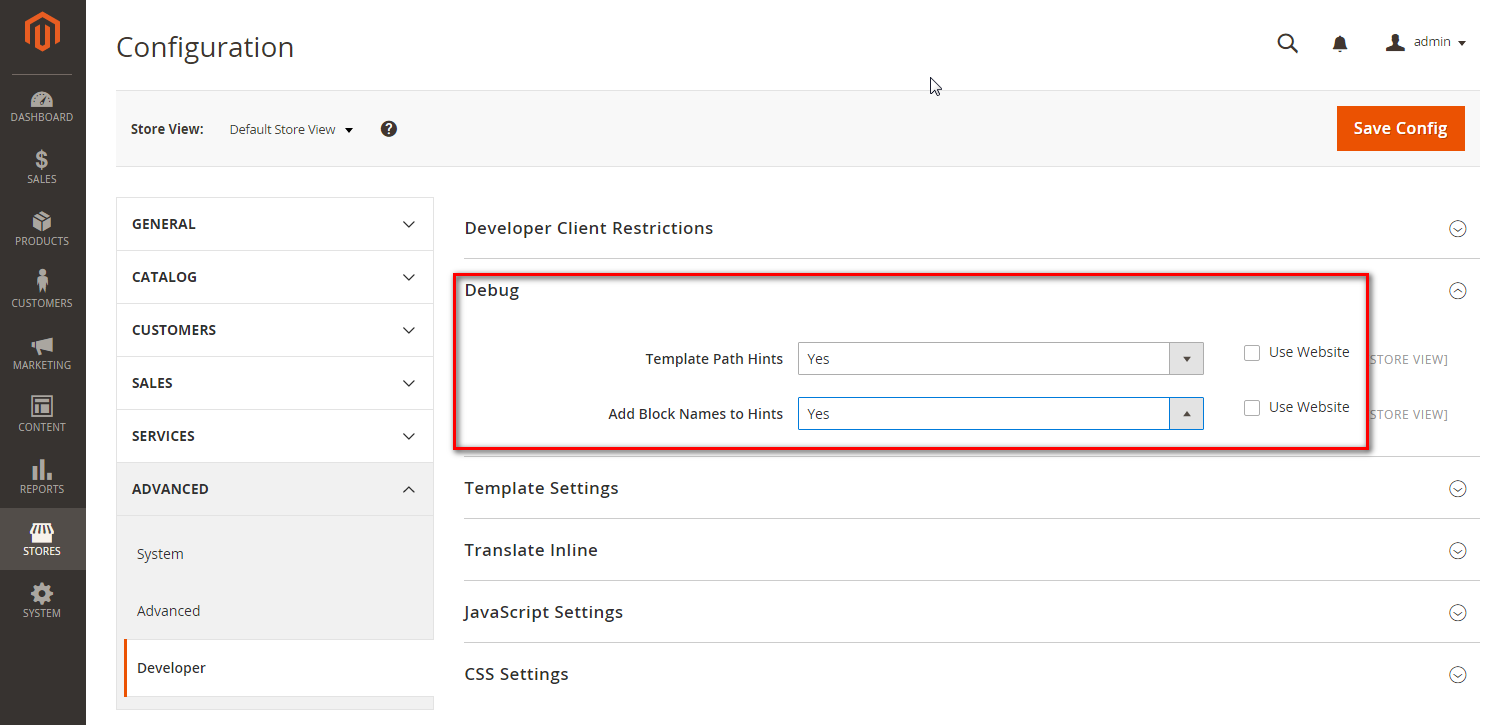 Configuration
admin
Store View: Default Store View ?
Save Config
DASHBOARD
SALES
PRODUCTS
CUSTOMERS
MARKETING
CONTENT
REPORTS
STORES
SYSTEM
GENERAL
CATALOG
CUSTOMERS
SALES
SERVICES
ADVANCED
System
Advanced
Developer
Developer Client Restrictions
Debug
Template Path Hints Yes Use Website STORE VIEW]
Add Block Names to Hints Yes Use Website STORE VIEW]
Template Settings
Translate Inline
JavaScript Settings
CSS Settings